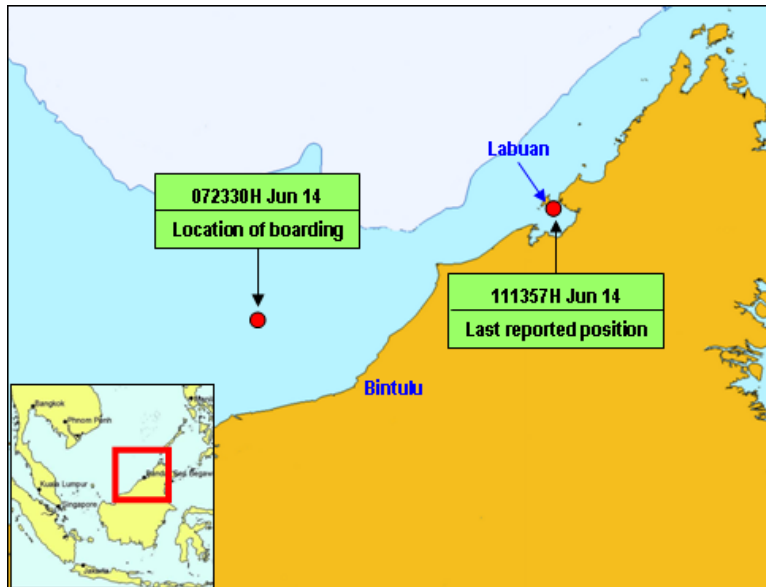 Labuan
072330H Jun 14
Location of boarding
111357H Jun 14
Last reported position
Bintulu
Bangkok
Phnom Penh
Kuala Lumpur
Singapore
Jakarta